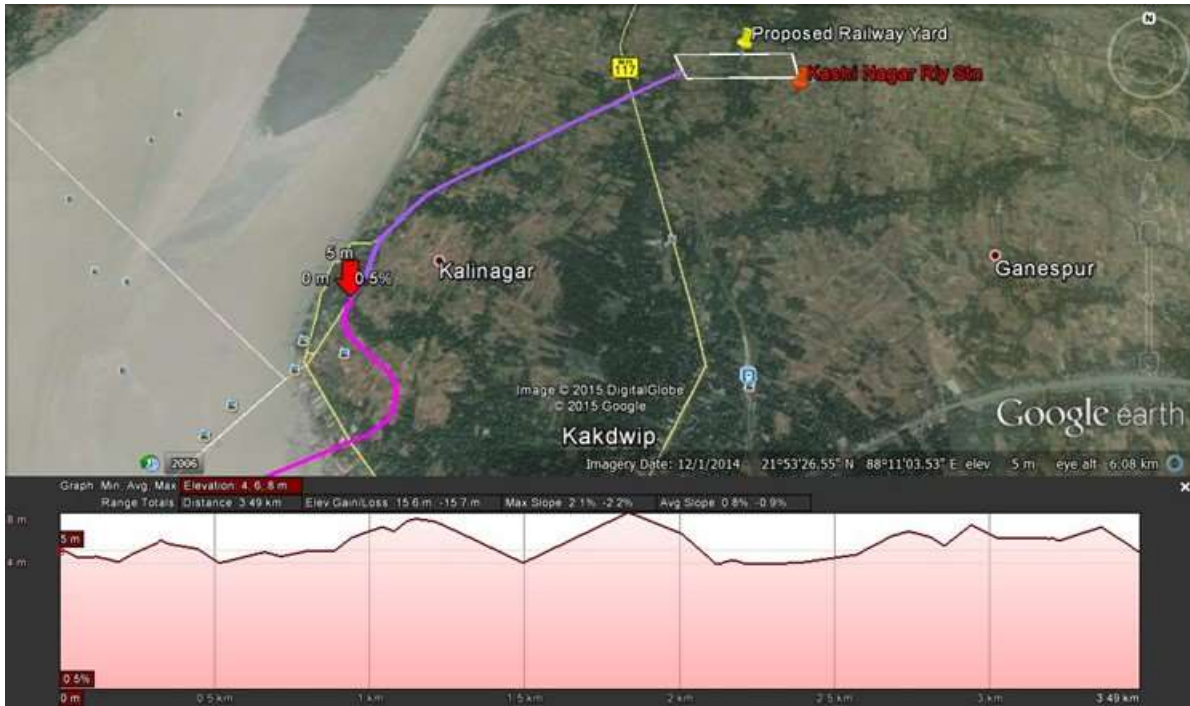 N
Proposed Railway Yard
NH
117
Kashi Nagar Rly Stn
5 m
0 m 0.5%
Kalinagar
Ganespur
Image © 2015 DigitalGlobe
© 2015 Google
Google earth
Kakdwip
2006
Imagery Date: 12/1/2014 21°53'26.55" N 88°11'03.53" E elev 5 m eye alt 6.08 km
Graph: Min, Avg, Max Elevation: 4, 6, 8 m
Range Totals: Distance: 3.49 km Elev Gain/Loss: 15.6 m, -15.7 m Max Slope: 2.1%, -2.2% Avg Slope: 0.8%, -0.9%
8 m
5 m
4 m
0.5%
0 m 0.5 km 1 km 1.5 km 2 km 2.5 km 3 km 3.49 km